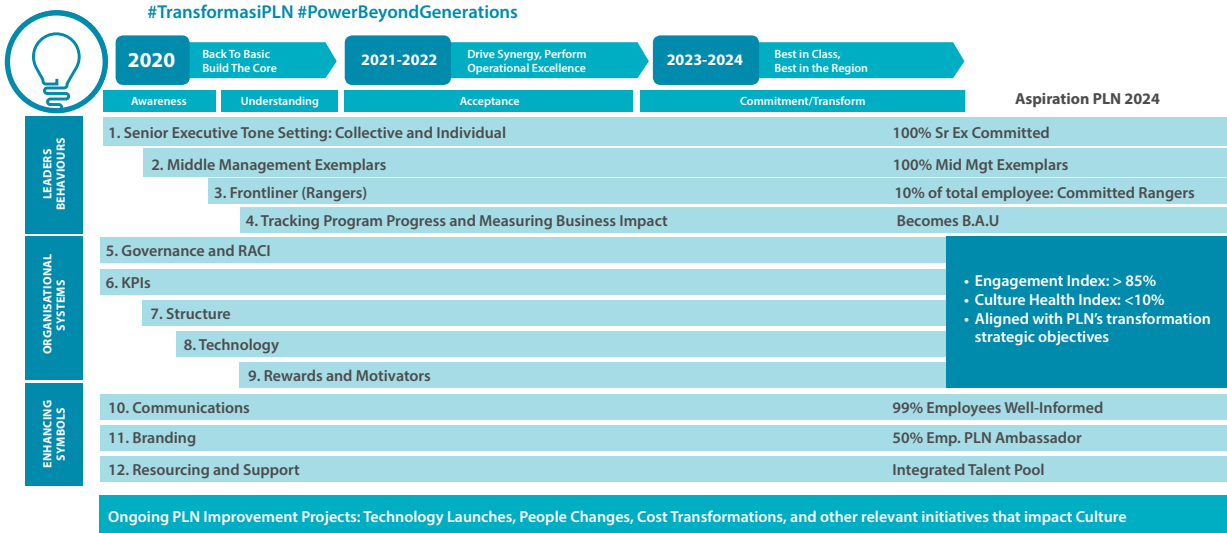 #TransformasiPLN #PowerBeyondGenerations
2020
Back To Basic
Build The Core
2021-2022
Drive Synergy, Perform
Operational Excellence
2023-2024
Best in Class,
Best in the Region
Awareness
Understanding
Acceptance
Commitment/Transform
Aspiration PLN 2024
LEADERS
BEHAVIOURS
1. Senior Executive Tone Setting: Collective and Individual
100% Sr Ex Committed
2. Middle Management Exemplars
100% Mid Mgt Exemplars
3. Frontliner (Rangers)
10% of total employee: Committed Rangers
4. Tracking Program Progress and Measuring Business Impact
Becomes B.A.U
ORGANISATIONAL
SYSTEMS
5. Governance and RACI
6. KPIs
7. Structure
8. Technology
9. Rewards and Motivators
• Engagement Index: > 85%
• Culture Health Index: <10%
• Aligned with PLN's transformation
strategic objectives
ENHANCING
SYMBOLS
10. Communications
99% Employees Well-Informed
11. Branding
50% Emp. PLN Ambassador
12. Resourcing and Support
Integrated Talent Pool
Ongoing PLN Improvement Projects: Technology Launches, People Changes, Cost Transformations, and other relevant initiatives that impact Culture